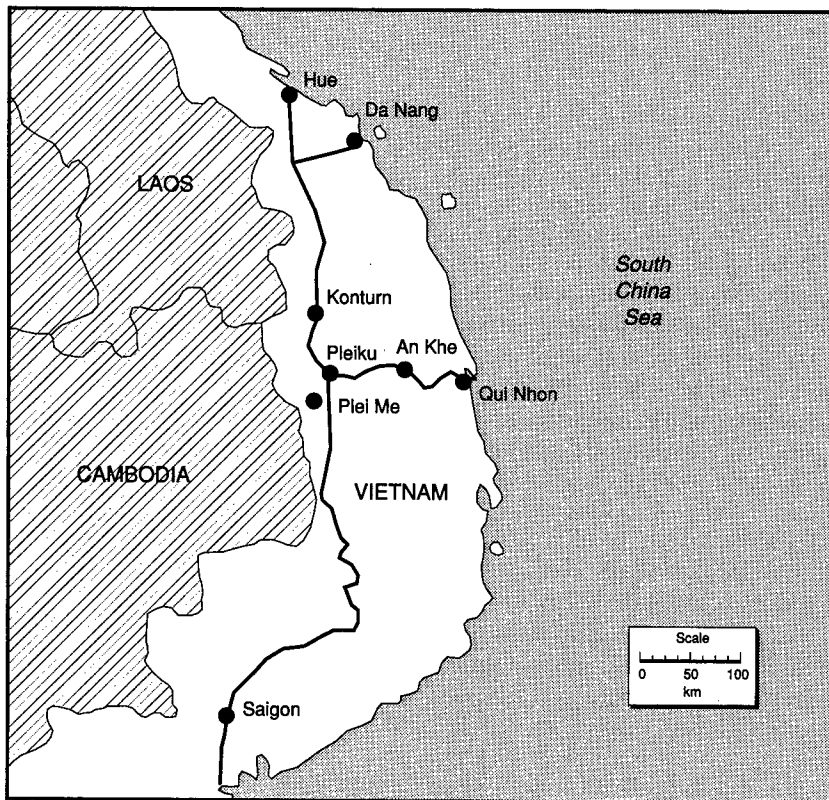 Hue
Da Nang
LAOS
South
China
Sea
Konturn
Pleiku
An Khe
Qui Nhon
Plei Me
CAMBODIA
VIETNAM
Scale
0 50 100
km
Saigon